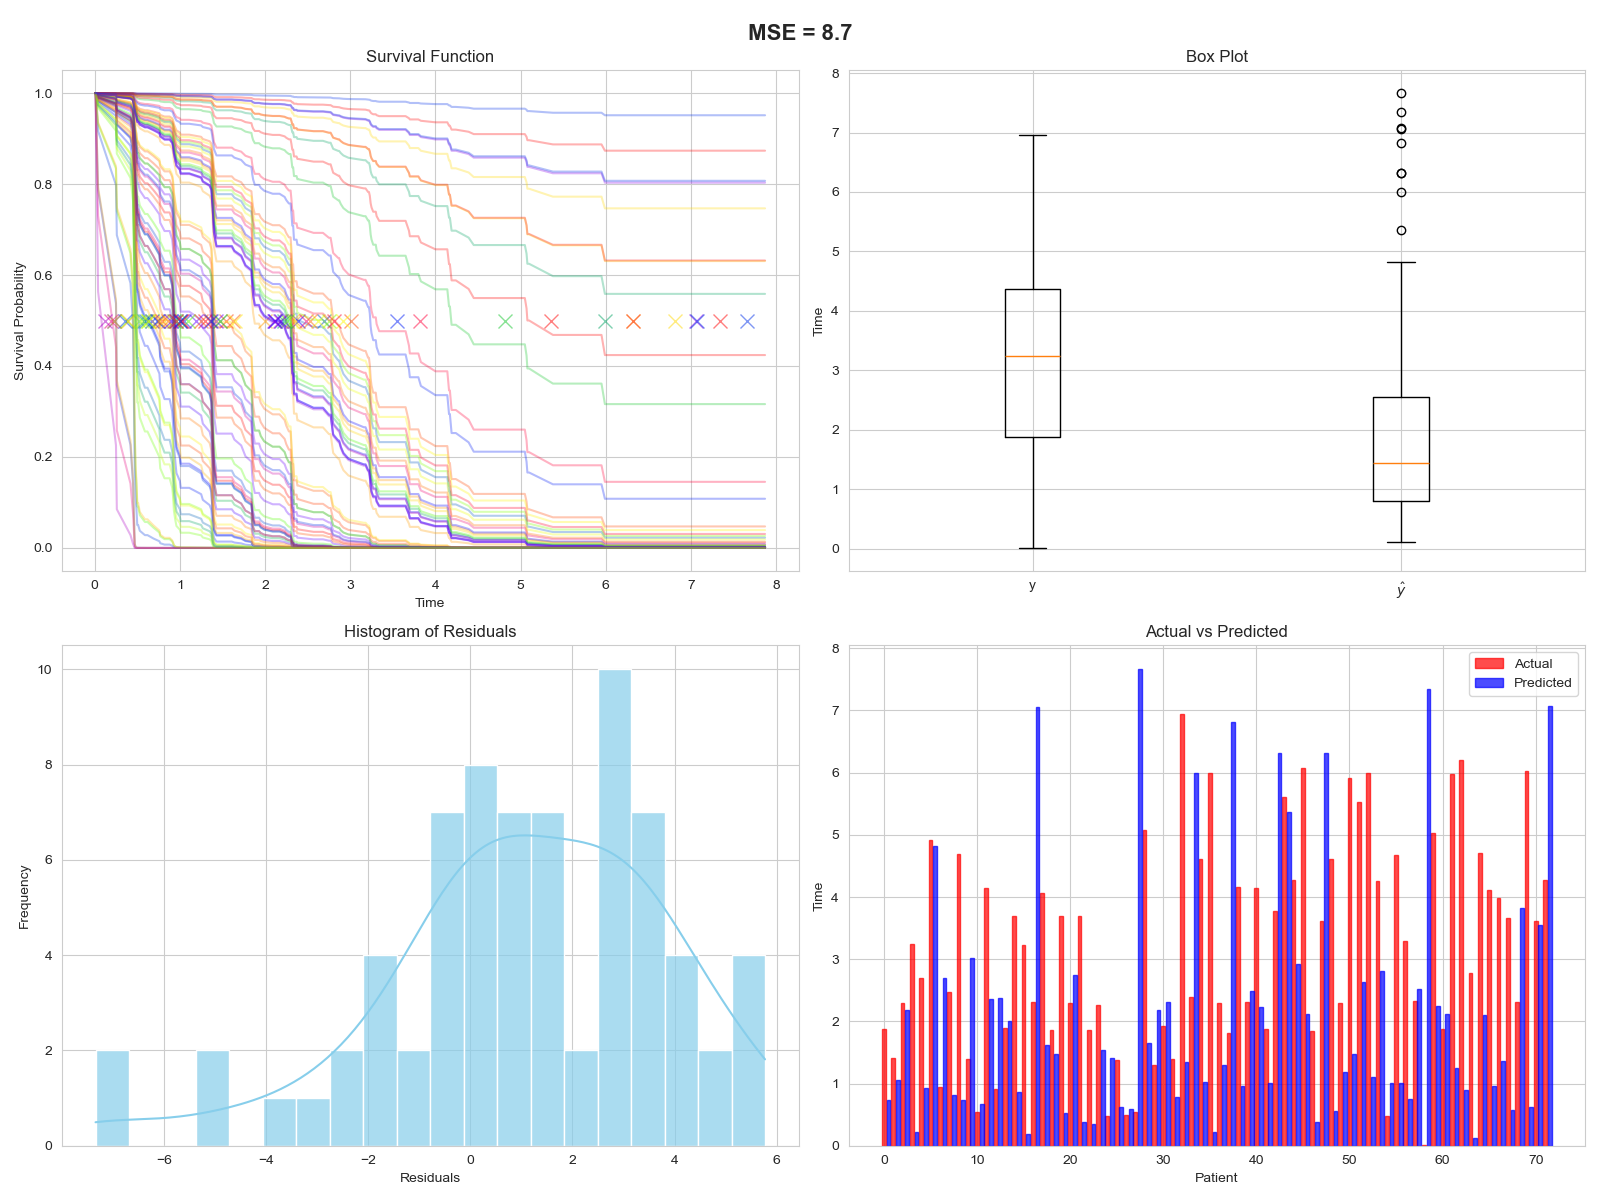 MSE = 8.7
Survival Function
Survival Probability
1.0
0.8
0.6
0.4
0.2
0.0
0 1 2 3 4 5 6 7 8
Time
Box Plot
Time
8
7
6
5
4
3
2
1
0
y ŷ
Histogram of Residuals
Frequency
10
8
6
4
2
0
−6 −4 −2 0 2 4 6
Residuals
Actual vs Predicted
Time
8
7
6
5
4
3
2
1
0
Actual
Predicted
0 10 20 30 40 50 60 70
Patient